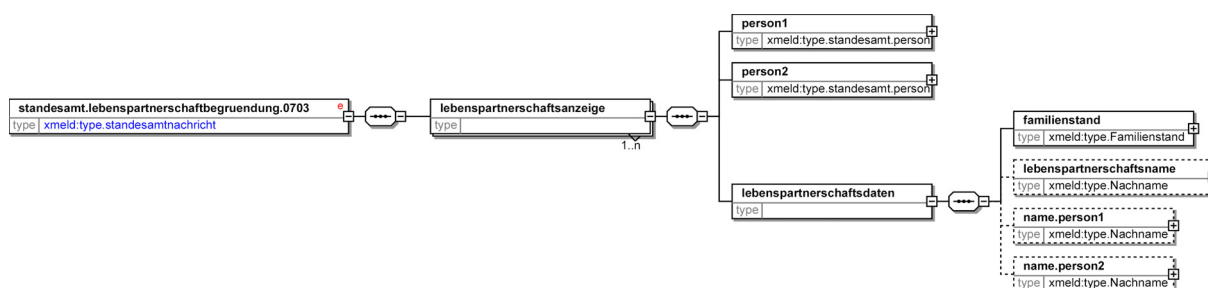 person1
type xmeld:type.standesamt.person
person2
type xmeld:type.standesamt.person
standesamt.lebenspartnerschaftbegruendung.0703 e
type xmeld:type.standesamtnachricht
lebenspartnerschaftsanzeige
type
1..n
lebenspartnerschaftsdaten
type
familienstand
type xmeld:type.Familienstand
lebenspartnerschaftsname
type xmeld:type.Nachname
name.person1
type xmeld:type.Nachname
name.person2
type xmeld:type.Nachname